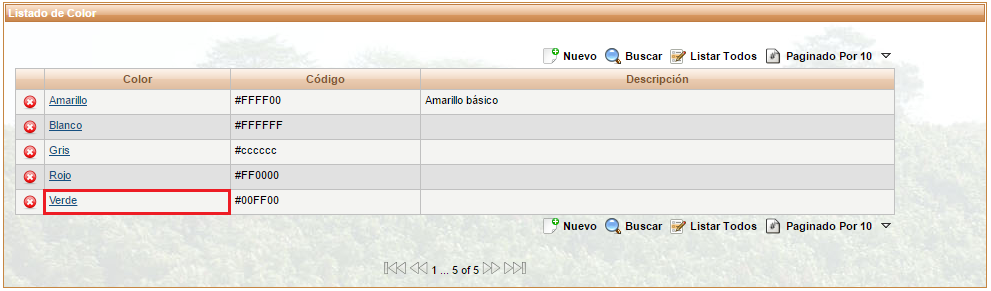 Listado de Color
Nuevo Buscar Listar Todos # Paginado Por 10
Color Código Descripción
Amarillo #FFFF00 Amarillo básico
Blanco #FFFFFF
Gris #cccccc
Rojo #FF0000
Verde #00FF00
Nuevo Buscar Listar Todos # Paginado Por 10
1 ... 5 of 5